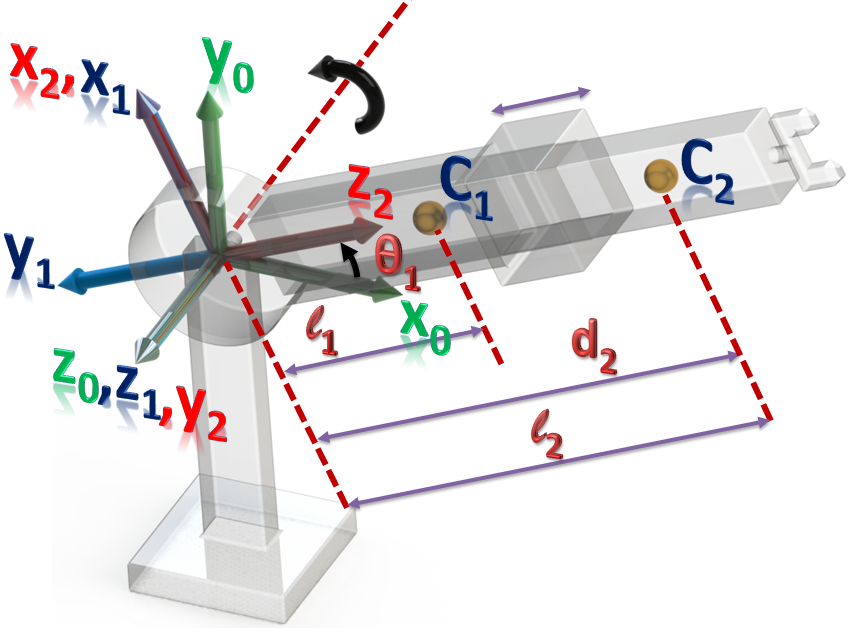 x₂,x₁
y₀
z₂
C₁
C₂
y₁
θ₁
x₀
ℓ₁
d₂
z₀,z₁,y₂
ℓ₂